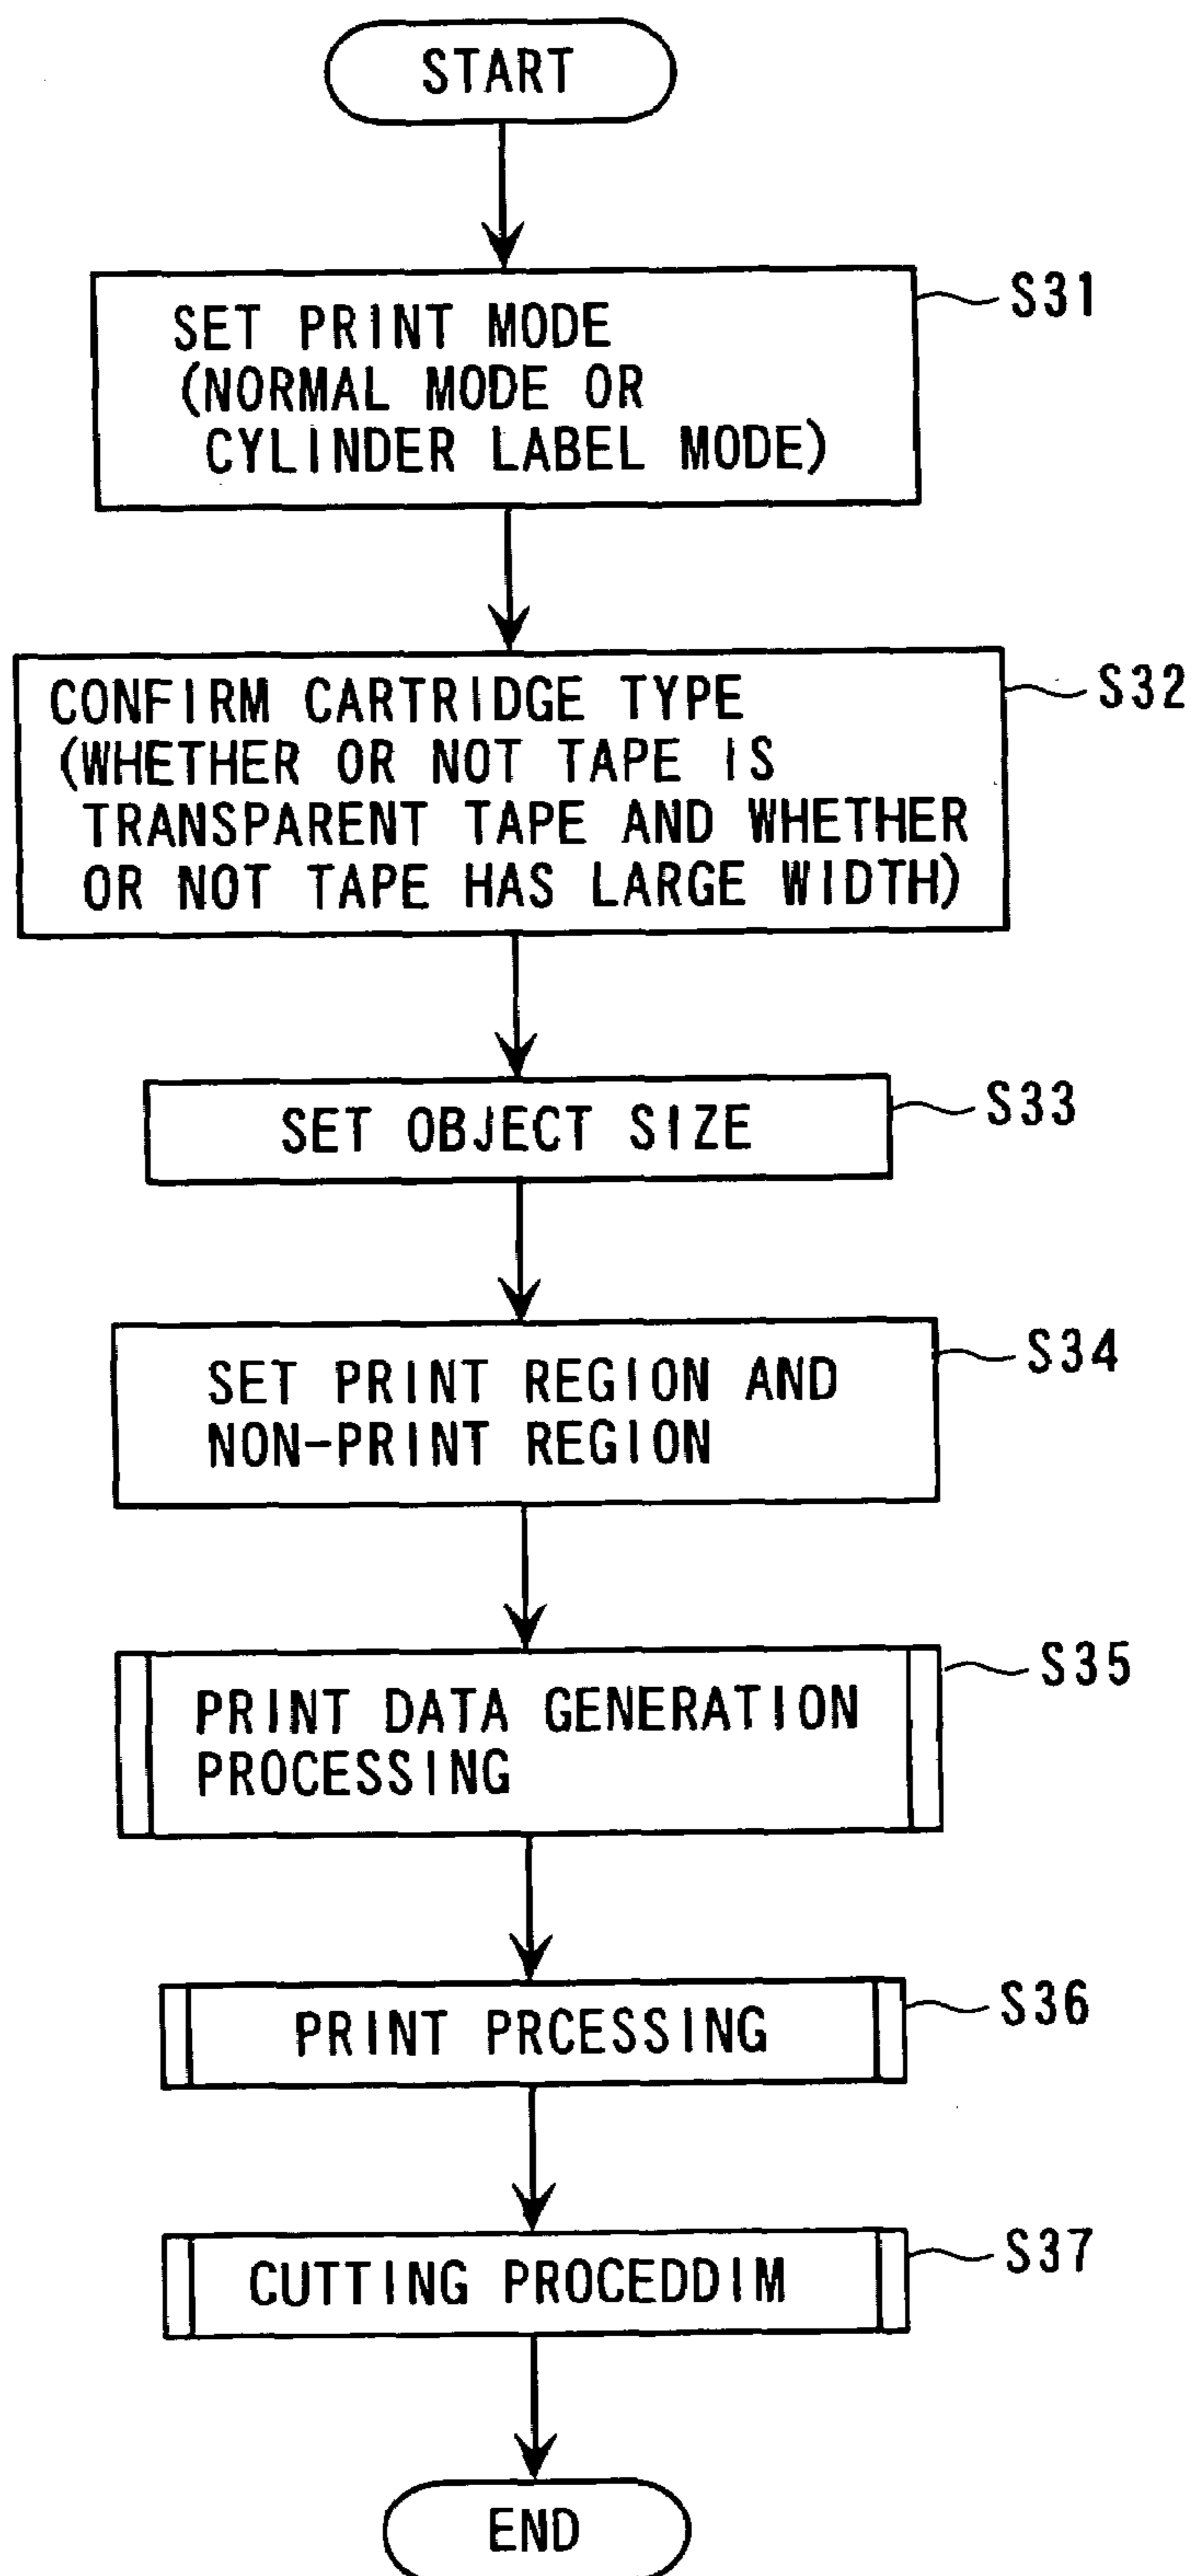 START
SET PRINT MODE
(NORMAL MODE OR
CYLINDER LABEL MODE)
S31
CONFIRM CARTRIDGE TYPE
(WHETHER OR NOT TAPE IS
TRANSPARENT TAPE AND WHETHER
OR NOT TAPE HAS LARGE WIDTH)
S32
SET OBJECT SIZE
S33
SET PRINT REGION AND
NON-PRINT REGION
S34
PRINT DATA GENERATION
PROCESSING
S35
PRINT PRCESSING
S36
CUTTING PROCEDDIM
S37
END